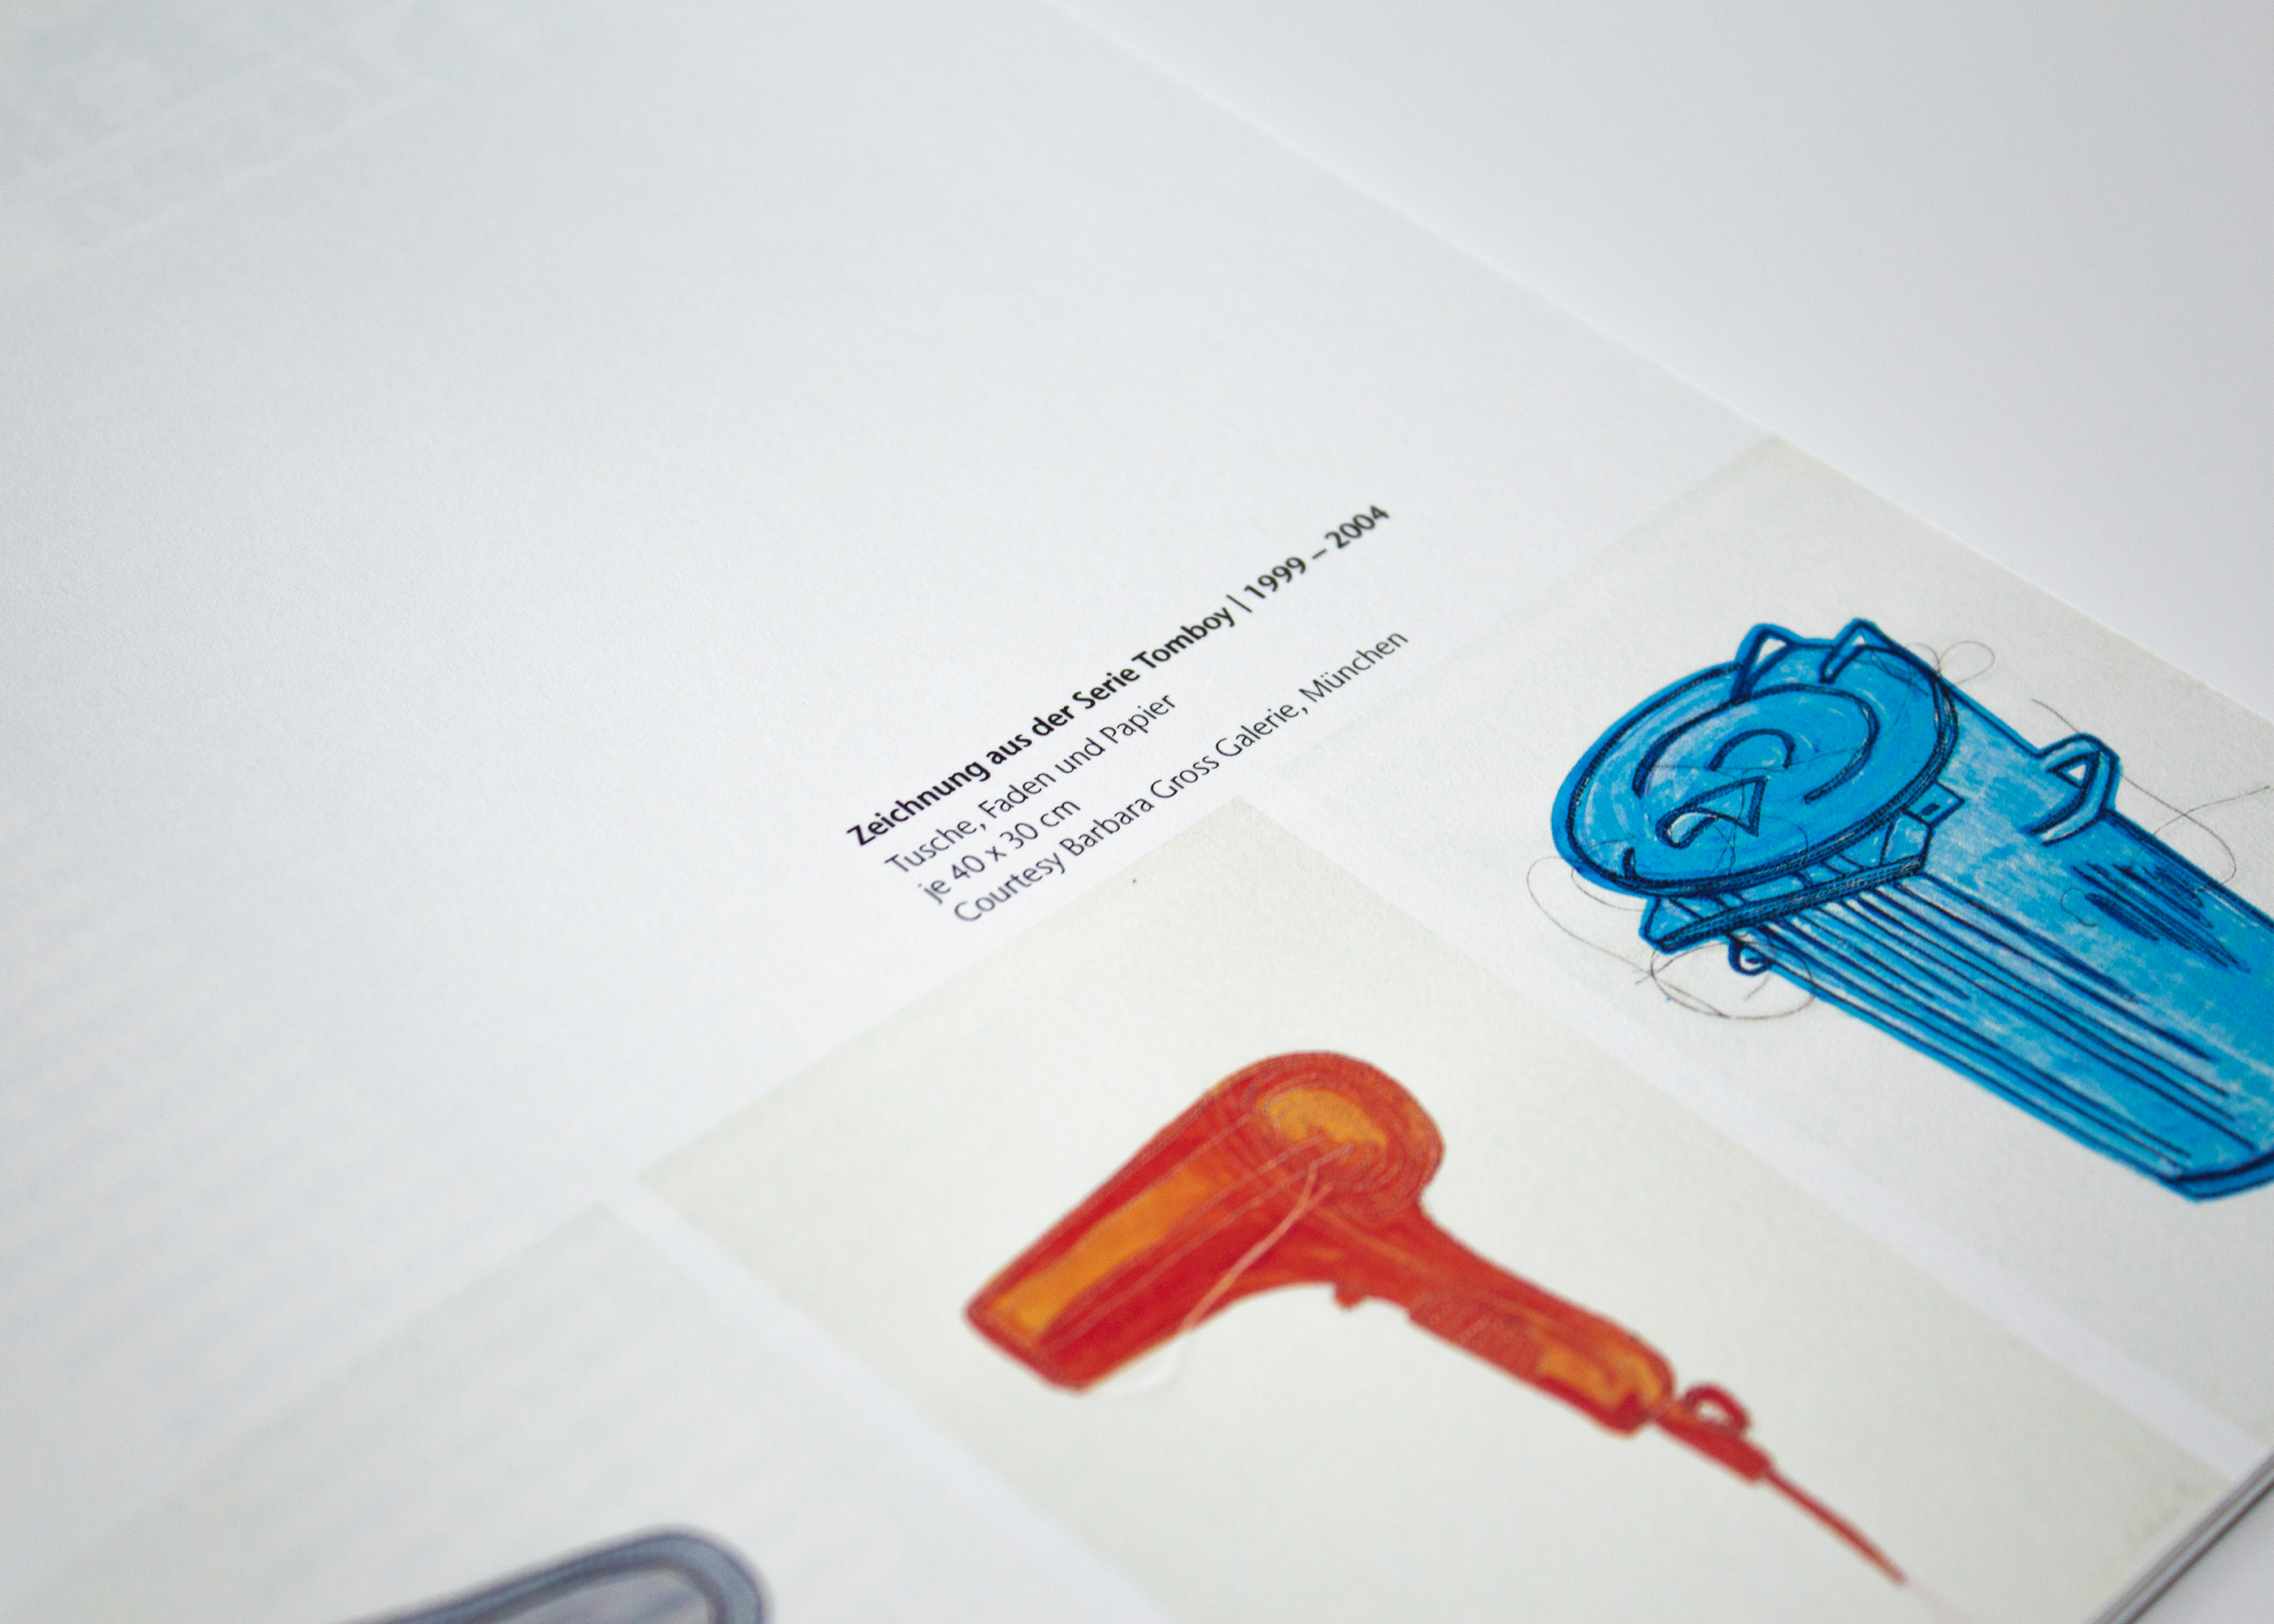 Zeichnung aus der Serie Tomboy | 1999 – 2004
Tusche, Faden und Papier
je 40 x 30 cm
Courtesy Barbara Gross Galerie, München